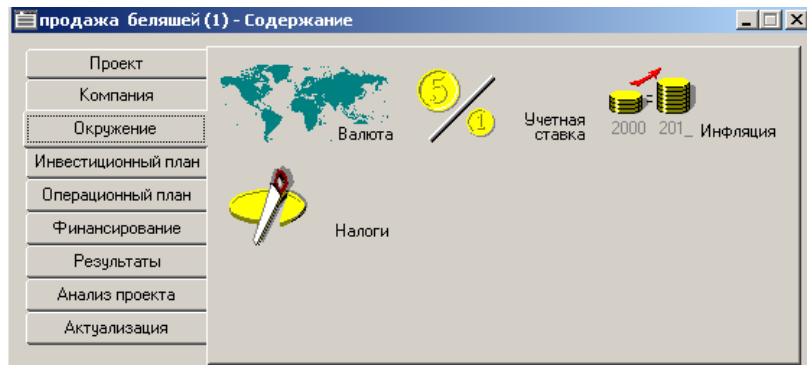 продажа беляшей (1) - Содержание
Проект
Компания
Окружение
Инвестиционный план
Операционный план
Финансирование
Результаты
Анализ проекта
Актуализация
Валюта
5
1
Учетная
ставка
2000 201_
Инфляция
Налоги